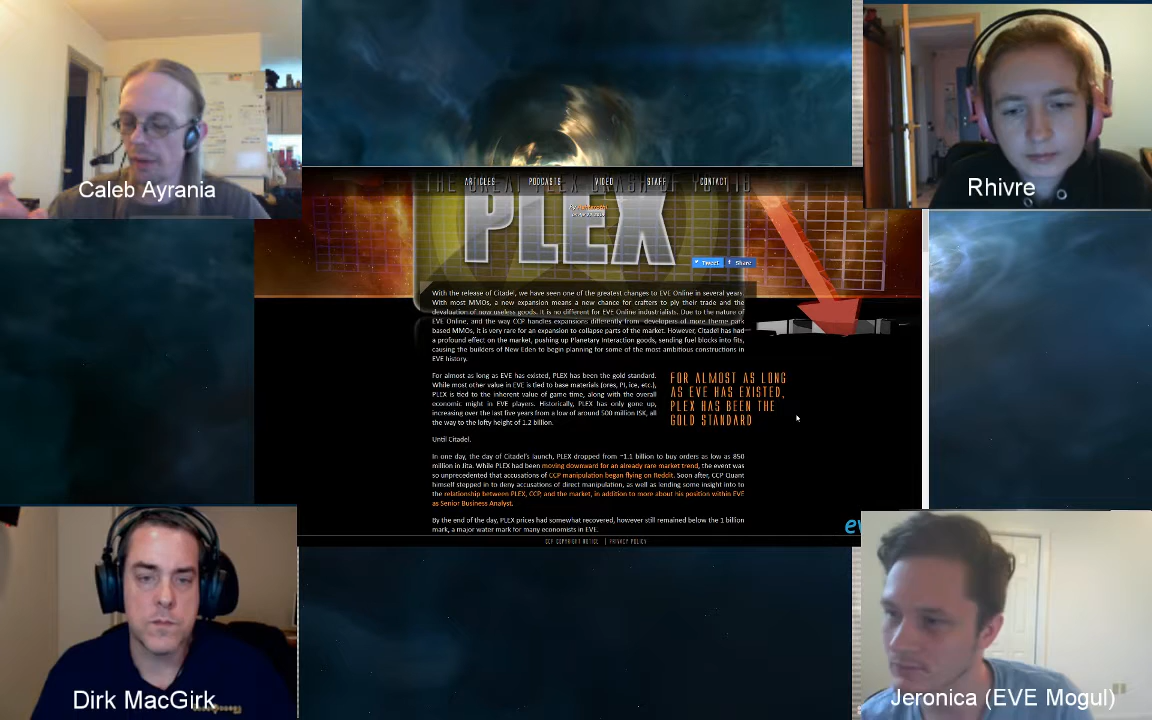 Caleb Ayrania
Rhivre
ARTICLES PODCASTS VIDEO STAFF CONTACT
THE GREAT PLEX CRASH OF
PLEX
By
Tweet Share
With the release of Citadel, we have seen one of the greatest changes to EVE Online in several years.
With most MMOs, a new expansion means a new chance for crafters to ply their trade and the
devaluation of now useless goods. It is no different for EVE Online industrialists. Due to the nature of
EVE Online, and the way CCP handles expansions differently from developers of more theme park
based MMOs, it is very rare for an expansion to collapse parts of the market. However, Citadel has had
a profound effect on the market, pushing up Planetary Interaction goods, sending fuel blocks into fits,
causing the builders of New Eden to begin planning for some of the most ambitious constructions in
EVE history.
For almost as long as EVE has existed, PLEX has been the gold standard.
While most other value in EVE is tied to base materials (ores, PI, ice, etc.),
PLEX is tied to the inherent value of game time, along with the overall
economic might in EVE players. Historically, PLEX has only gone up,
increasing over the last five years from a low of around 500 million ISK, all
the way to the lofty height of 1.2 billion.
FOR ALMOST AS LONG
AS EVE HAS EXISTED,
PLEX HAS BEEN THE
GOLD STANDARD
Until Citadel.
In one day, the day of Citadel's launch, PLEX dropped from ~1.1 billion to buy orders as low as 850
million in Jita. While PLEX had been moving downward for an already rare market trend, the event was
so unprecedented that accusations of CCP manipulation began flying on Reddit. Soon after, CCP Quant
himself stepped in to deny accusations of direct manipulation, as well as lending some insight into to
the relationship between PLEX, CCP, and the market, in addition to more about his position within EVE
as Senior Business Analyst.
By the end of the day, PLEX prices had somewhat recovered, however still remained below the 1 billion
mark, a major water mark for many economists in EVE.
CCP COPYRIGHT NOTICE | PRIVACY POLICY
Dirk MacGirk
Jeronica (EVE Mogul)